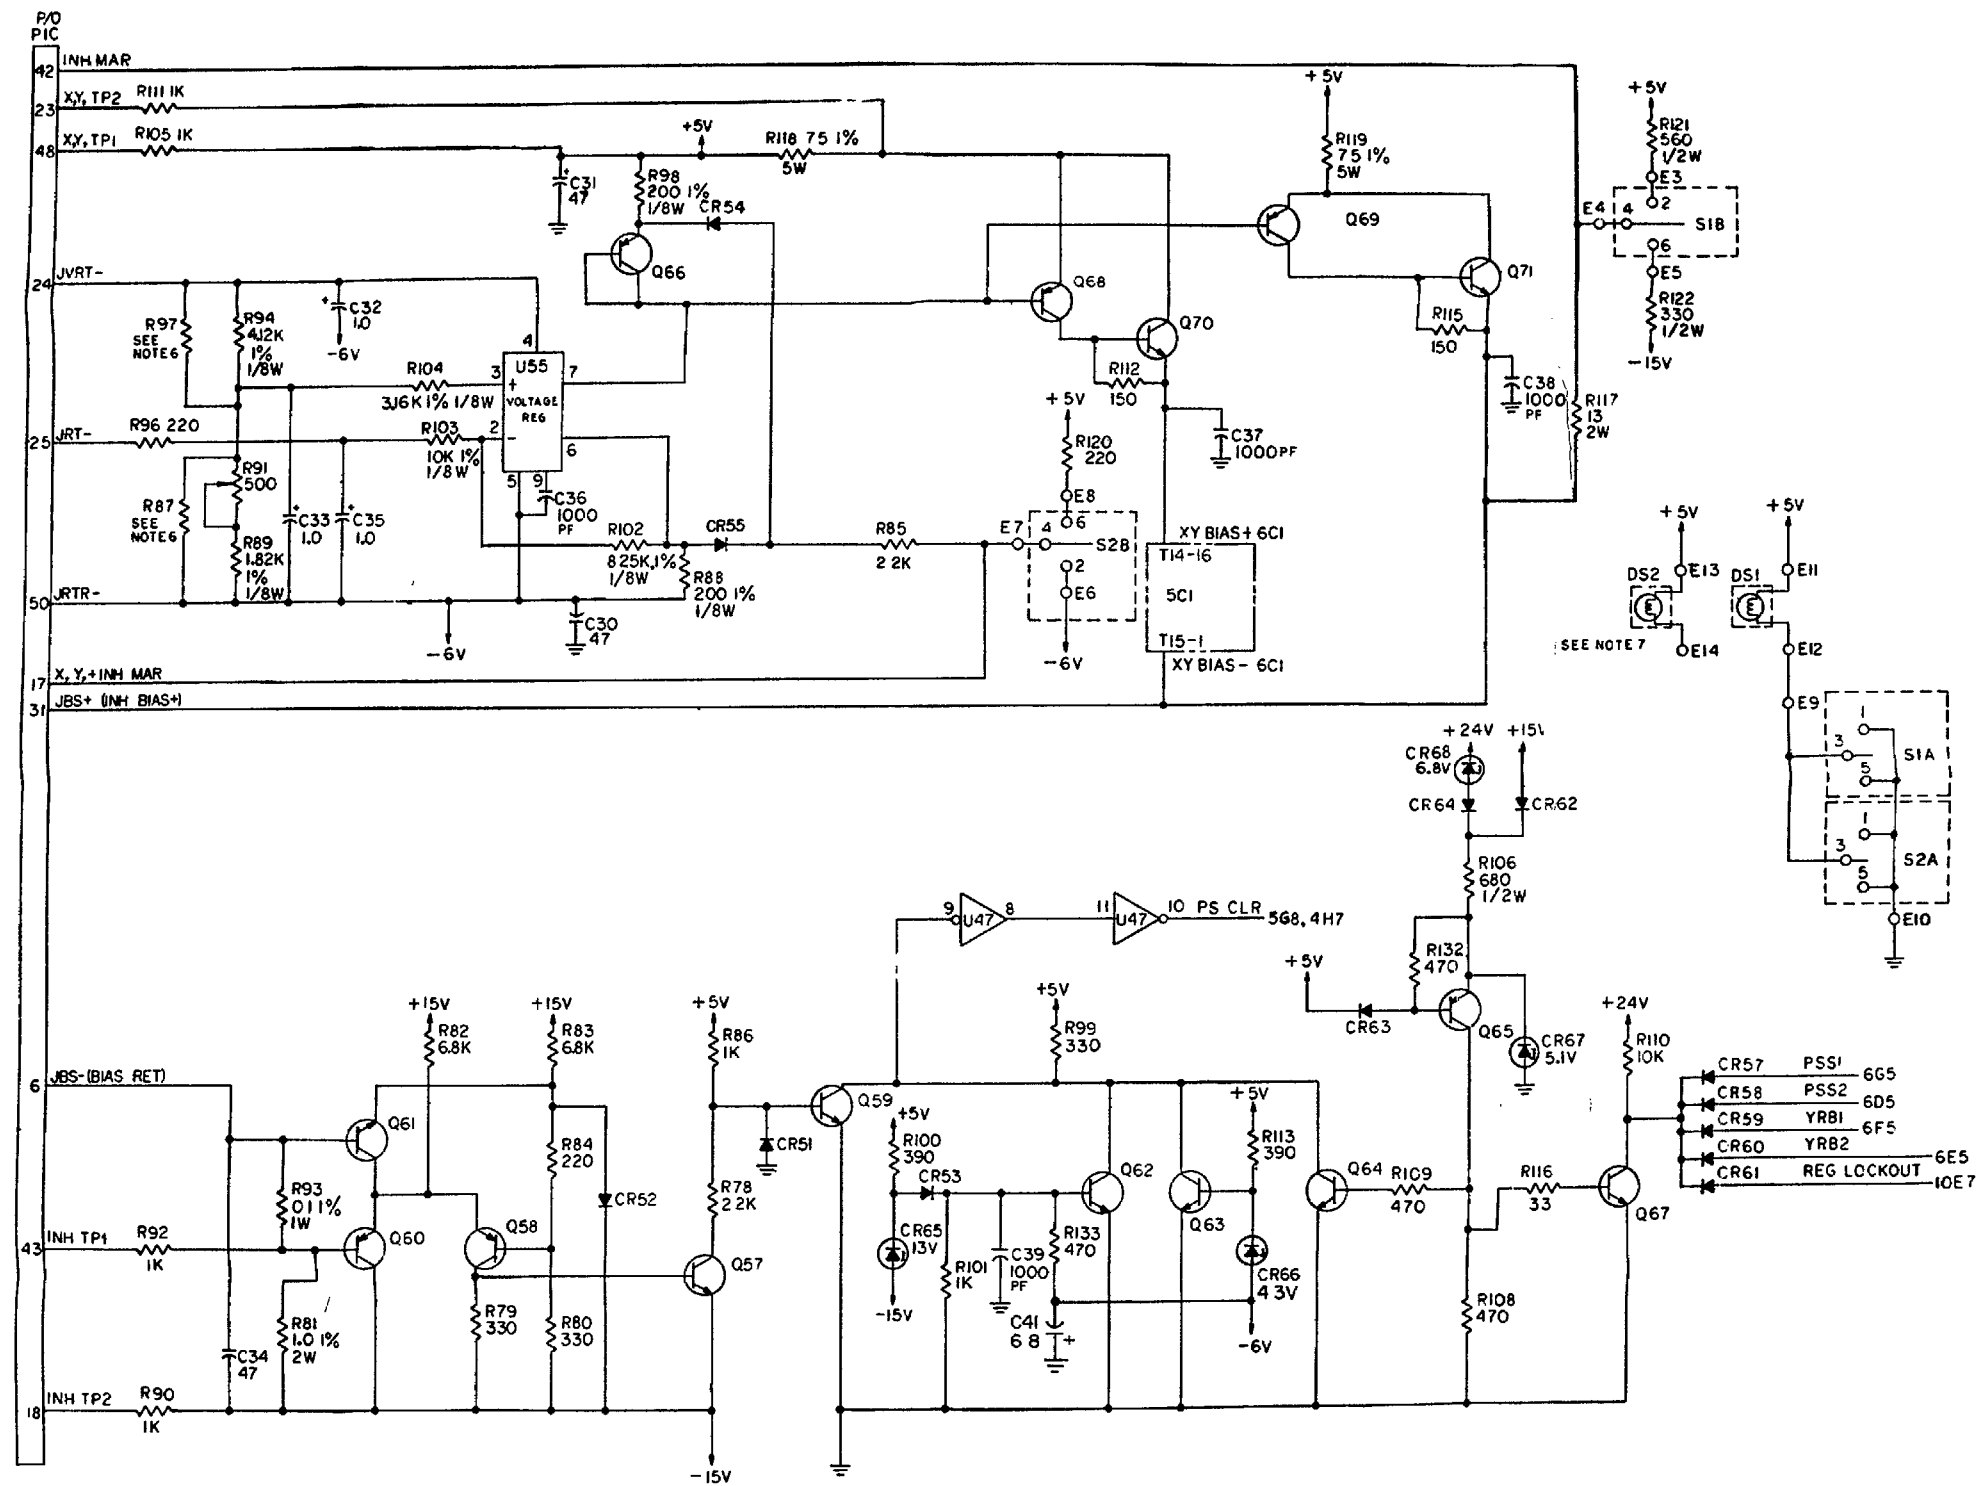 P/O
PIC
42 INH MAR
23 X,Y, TP2 R111 1K
48 X,Y, TP1 R105 1K
+5V
R118 75 1%
5W
C31
47
R98
200 1%
1/8W
CR54
Q66
+5V
R119
75 1%
5W
Q69
Q68
Q70
Q71
R115
150
R112
150
C37
1000PF
C38
1000
PF
R117
13
2W
+5V
R121
560
1/2W
E3
E4 4 2
S1B
6
E5
R122
330
1/2W
-15V
24 JVRT-
R97
SEE
NOTE 6
R94
4.12K
1%
1/8W
C32
1.0
-6V
R104
3.16K 1% 1/8W
4
U55
3 + 7
VOLTAGE
REG
2 - 6
5 9
25 JRT-
R96 220
R103
10K 1%
1/8W
R91
500
R87
SEE
NOTE6
R89
1.82K
1%
1/8W
C33
1.0
C35
1.0
C36
1000
PF
R102
825K,1%
1/8W
CR55
R88
200 1%
1/8W
R85
2 2K
+5V
R120
220
E8
E7 4 6
S2B
2
E6
-6V
XY BIAS+ 6C1
T14-16
5C1
T15-1
XY BIAS- 6C1
50 JRTR-
-6V
C30
47
17 X, Y,+INH MAR
31 JBS+ (INH BIAS+)
+5V
DS2 E13
SEE NOTE 7
E14
+5V
DS1 E11
E12
E9
1
3
5
S1A
1
3
5
S2A
E10
+24V +15V
CR68
6.8V
CR64
CR62
R106
680
1/2W
9 U47 8
11 U47 10 PS CLR 5G8, 4H7
R132
470
+5V
CR63
Q65
CR67
5.1V
+24V
R110
10K
CR57 PSS1 6G5
CR58 PSS2 6D5
CR59 YRB1 6F5
CR60 YRB2 6E5
CR61 REG LOCKOUT 10E7
R116
33
Q67
R108
470
6 JBS-(BIAS RET)
+15V
R82
6.8K
+15V
R83
6.8K
Q61
R84
220
CR52
R93
0.1 1%
1W
Q60
Q58
43 INH TP1
R92
1K
R81
1.0 1%
2W
C34
47
R79
330
R80
330
18 INH TP2
R90
1K
+5V
R86
1K
CR51
R78
2 2K
Q57
-15V
Q59
+5V
R99
330
+5V
R100
390
CR53
CR65
13V
-15V
R101
1K
C39
1000
PF
R133
470
C41
6 8
Q62
Q63
+5V
R113
390
CR66
4 3V
-6V
Q64
R109
470